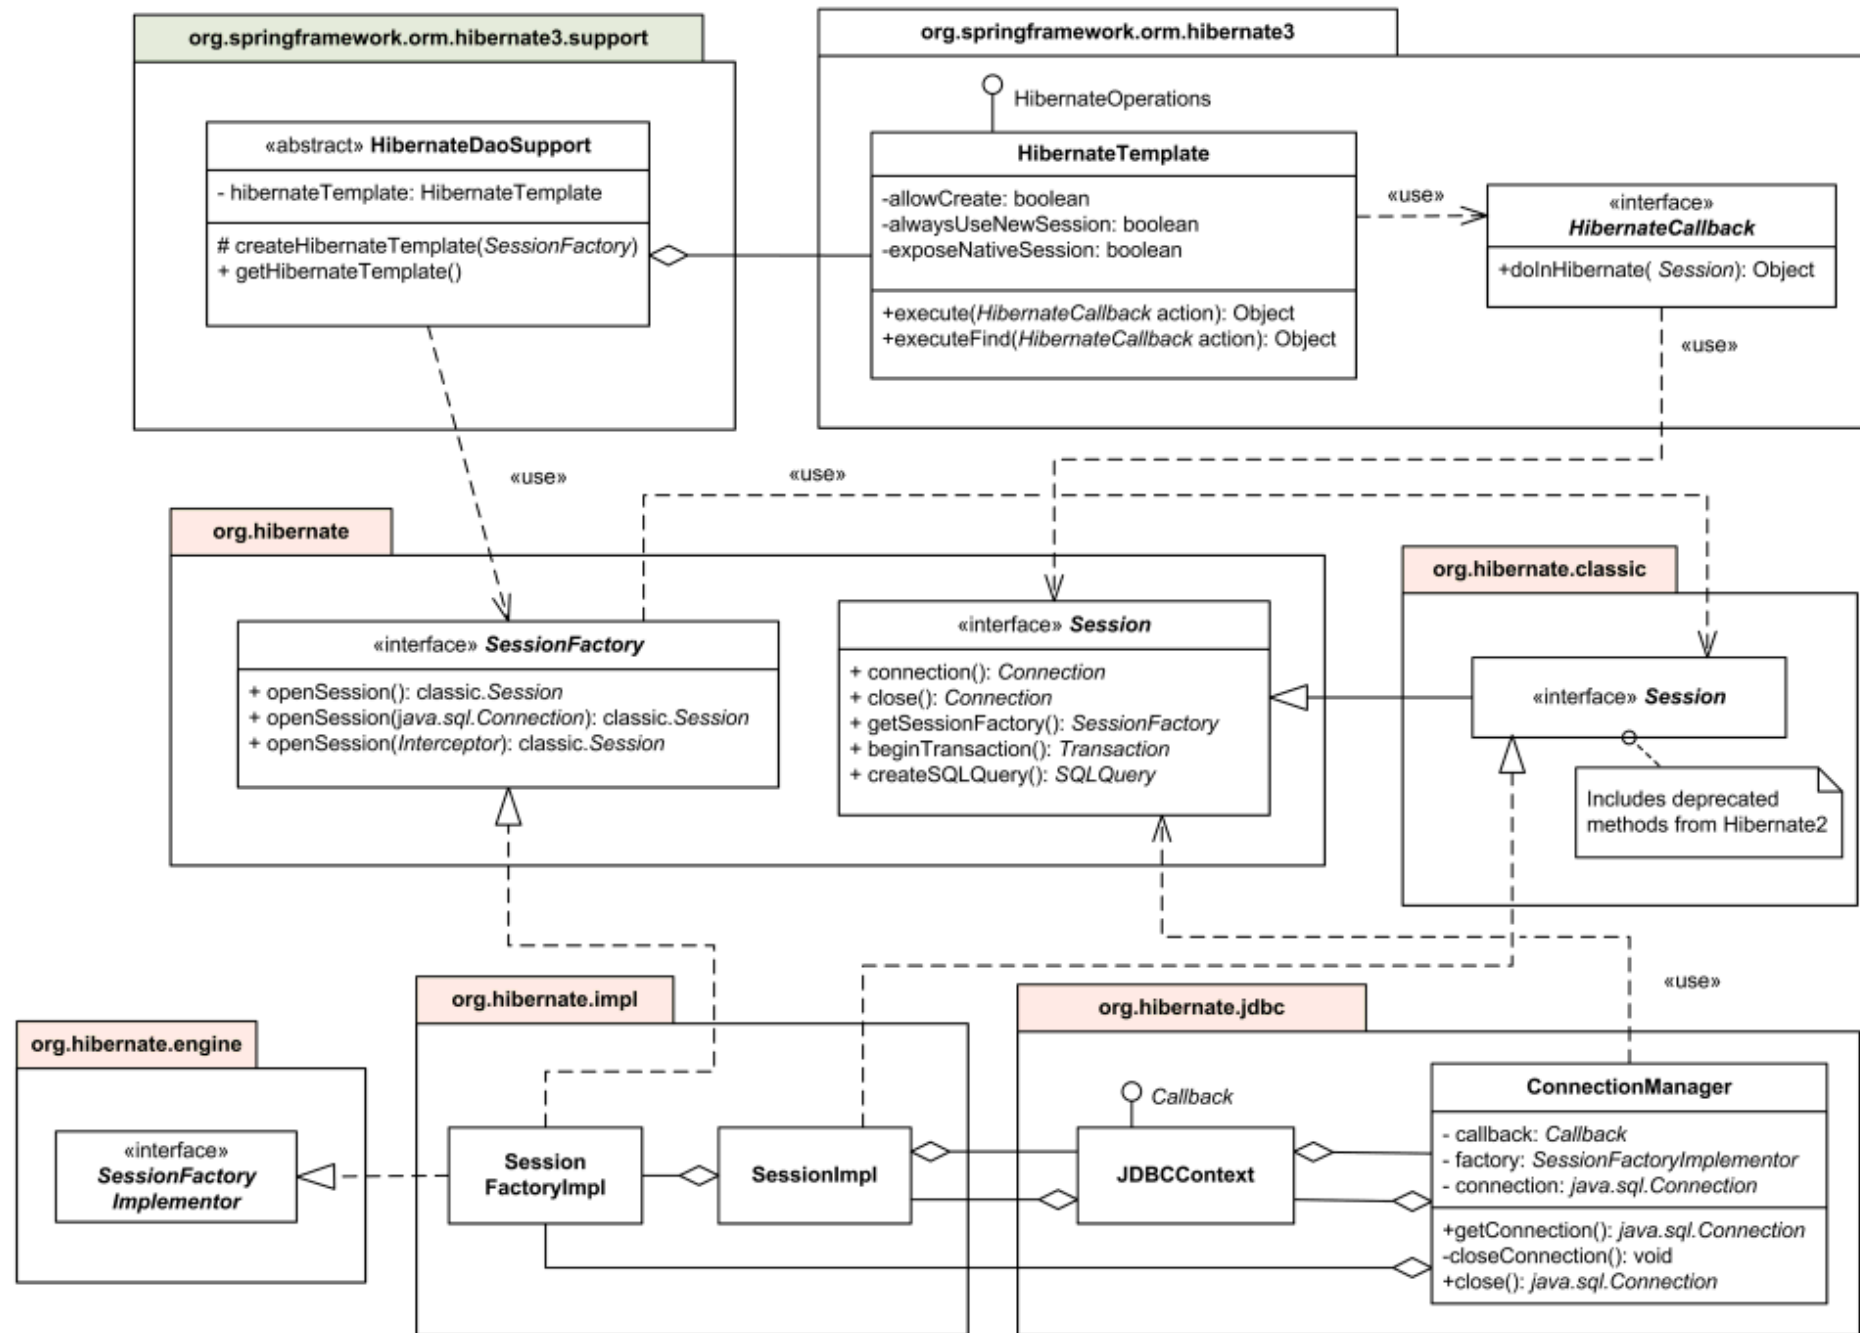 org.springframework.orm.hibernate3.support
«abstract» HibernateDaoSupport
- hibernateTemplate: HibernateTemplate
# createHibernateTemplate(SessionFactory)
+ getHibernateTemplate()
org.springframework.orm.hibernate3
HibernateOperations
HibernateTemplate
-allowCreate: boolean
-alwaysUseNewSession: boolean
-exposeNativeSession: boolean
+execute(HibernateCallback action): Object
+executeFind(HibernateCallback action): Object
«use»
«interface»
HibernateCallback
+doInHibernate( Session): Object
«use»
«use»
«use»
org.hibernate
«interface» SessionFactory
+ openSession(): classic.Session
+ openSession(java.sql.Connection): classic.Session
+ openSession(Interceptor): classic.Session
«interface» Session
+ connection(): Connection
+ close(): Connection
+ getSessionFactory(): SessionFactory
+ beginTransaction(): Transaction
+ createSQLQuery(): SQLQuery
org.hibernate.classic
«interface» Session
Includes deprecated
methods from Hibernate2
org.hibernate.engine
«interface»
SessionFactory
Implementor
org.hibernate.impl
Session
FactoryImpl
SessionImpl
org.hibernate.jdbc
Callback
JDBCContext
«use»
ConnectionManager
- callback: Callback
- factory: SessionFactoryImplementor
- connection: java.sql.Connection
+getConnection(): java.sql.Connection
-closeConnection(): void
+close(): java.sql.Connection